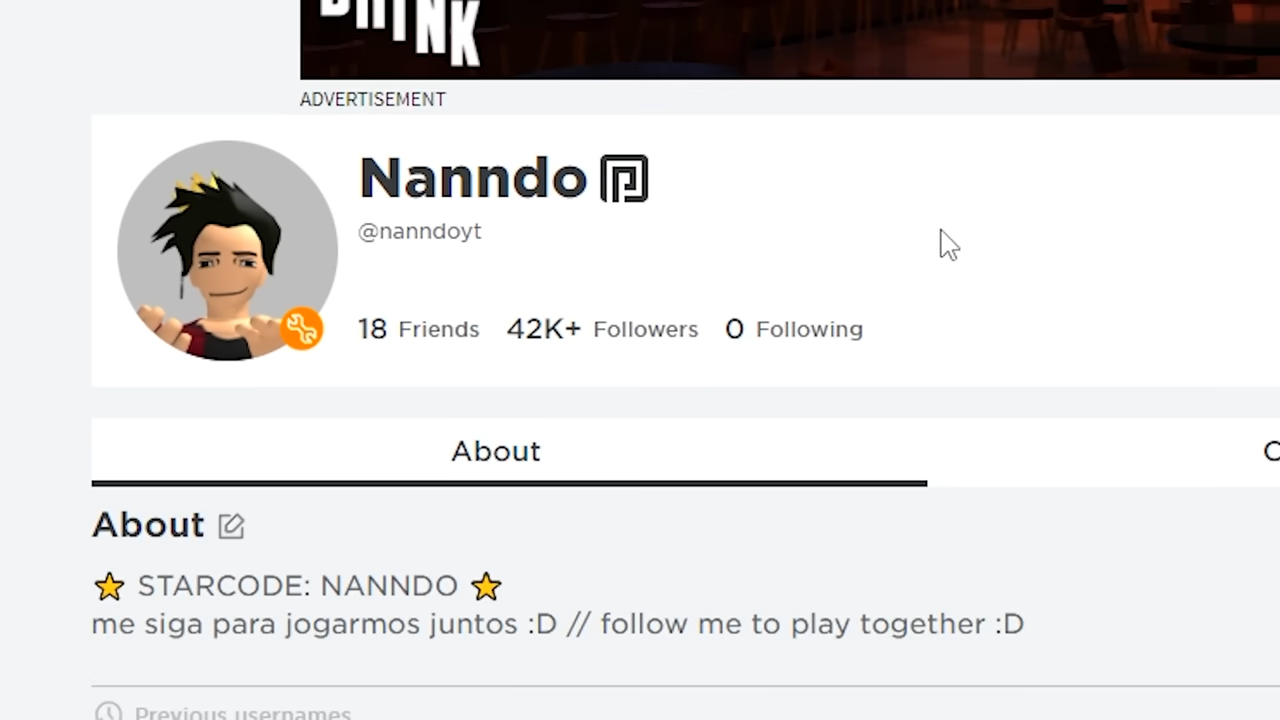 DRINK
ADVERTISEMENT
Nanndo
@nanndoyt
18 Friends 42K+ Followers 0 Following
About
About
⭐ STARCODE: NANNDO ⭐
me siga para jogarmos juntos :D // follow me to play together :D
Previous usernames